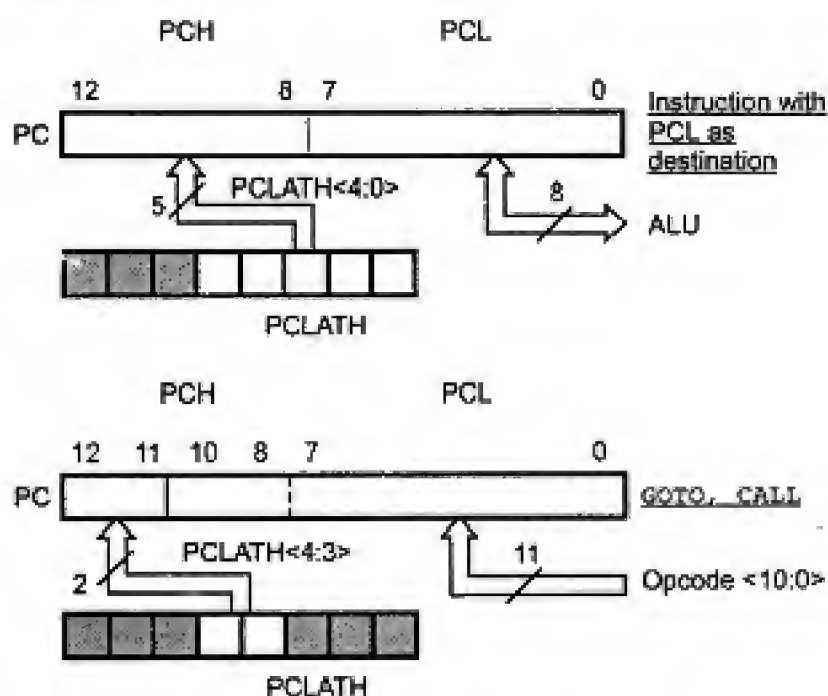 PCH PCL
12 8 7 0
PC
Instruction with
PCL as
destination
5
PCLATH<4:0>
8
ALU
PCLATH
PCH PCL
12 11 10 8 7 0
PC
GOTO, CALL
2
PCLATH<4:3>
11
Opcode <10:0>
PCLATH